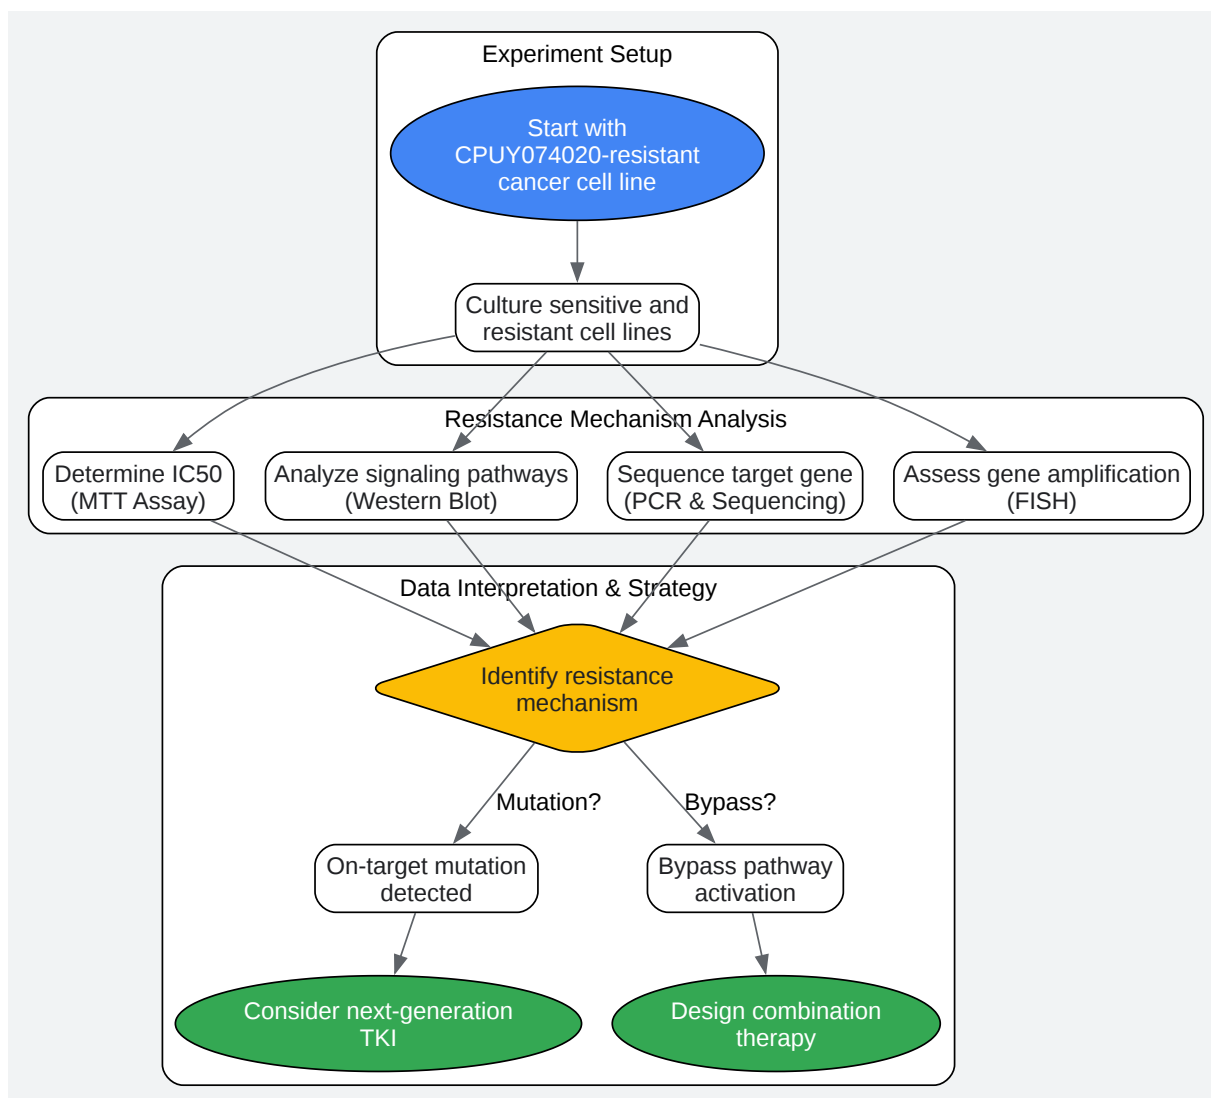 Experiment Setup
Start with
CPUY074020-resistant
cancer cell line
Culture sensitive and
resistant cell lines
Resistance Mechanism Analysis
Determine IC50
(MTT Assay)
Analyze signaling pathways
(Western Blot)
Sequence target gene
(PCR & Sequencing)
Assess gene amplification
(FISH)
Data Interpretation & Strategy
Identify resistance
mechanism
Mutation?
Bypass?
On-target mutation
detected
Bypass pathway
activation
Consider next-generation
TKI
Design combination
therapy